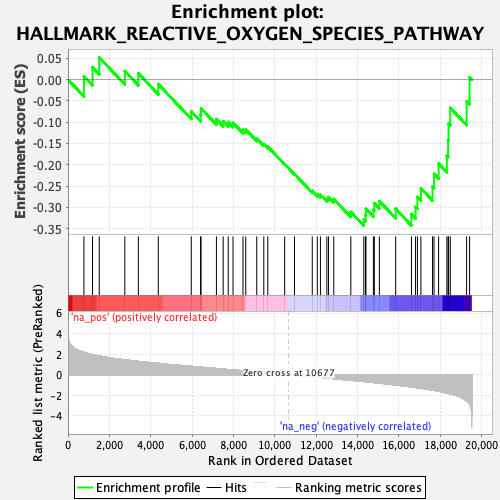 Enrichment plot:
HALLMARK_REACTIVE_OXYGEN_SPECIES_PATHWAY
Enrichment score (ES)
0.05
0.00
-0.05
-0.10
-0.15
-0.20
-0.25
-0.30
-0.35
'na_pos' (positively correlated)
Ranked list metric (PreRanked)
6
4
2
0
-2
-4
Zero cross at 10677
'na_neg' (negatively correlated)
0
2,000
4,000
6,000
8,000
10,000
12,000
14,000
16,000
18,000
20,000
Rank in Ordered Dataset
Enrichment profile
Hits
Ranking metric scores